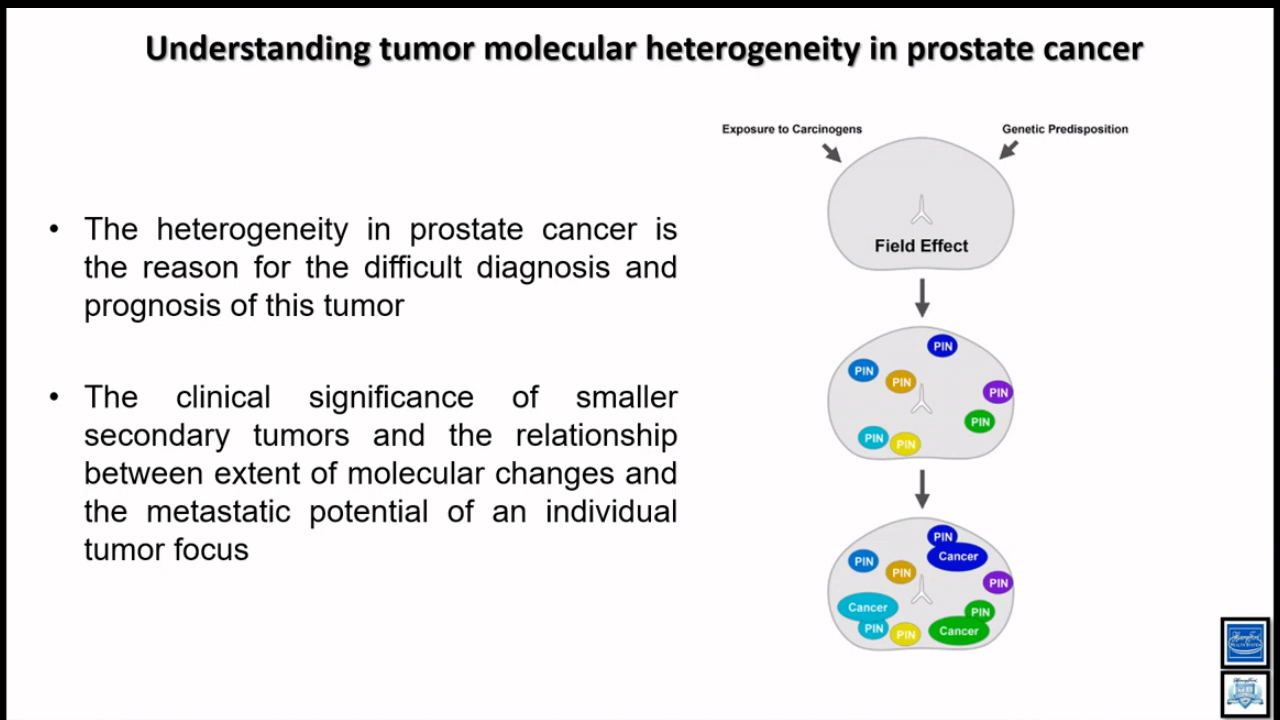 Understanding tumor molecular heterogeneity in prostate cancer
• The heterogeneity in prostate cancer is
the reason for the difficult diagnosis and
prognosis of this tumor
• The clinical significance of smaller
secondary tumors and the relationship
between extent of molecular changes and
the metastatic potential of an individual
tumor focus
Exposure to Carcinogens
Genetic Predisposition
Field Effect
PIN
PIN
PIN
PIN
PIN
PIN
PIN
PIN
Cancer
PIN
PIN
PIN
Cancer
PIN
PIN
PIN
Cancer